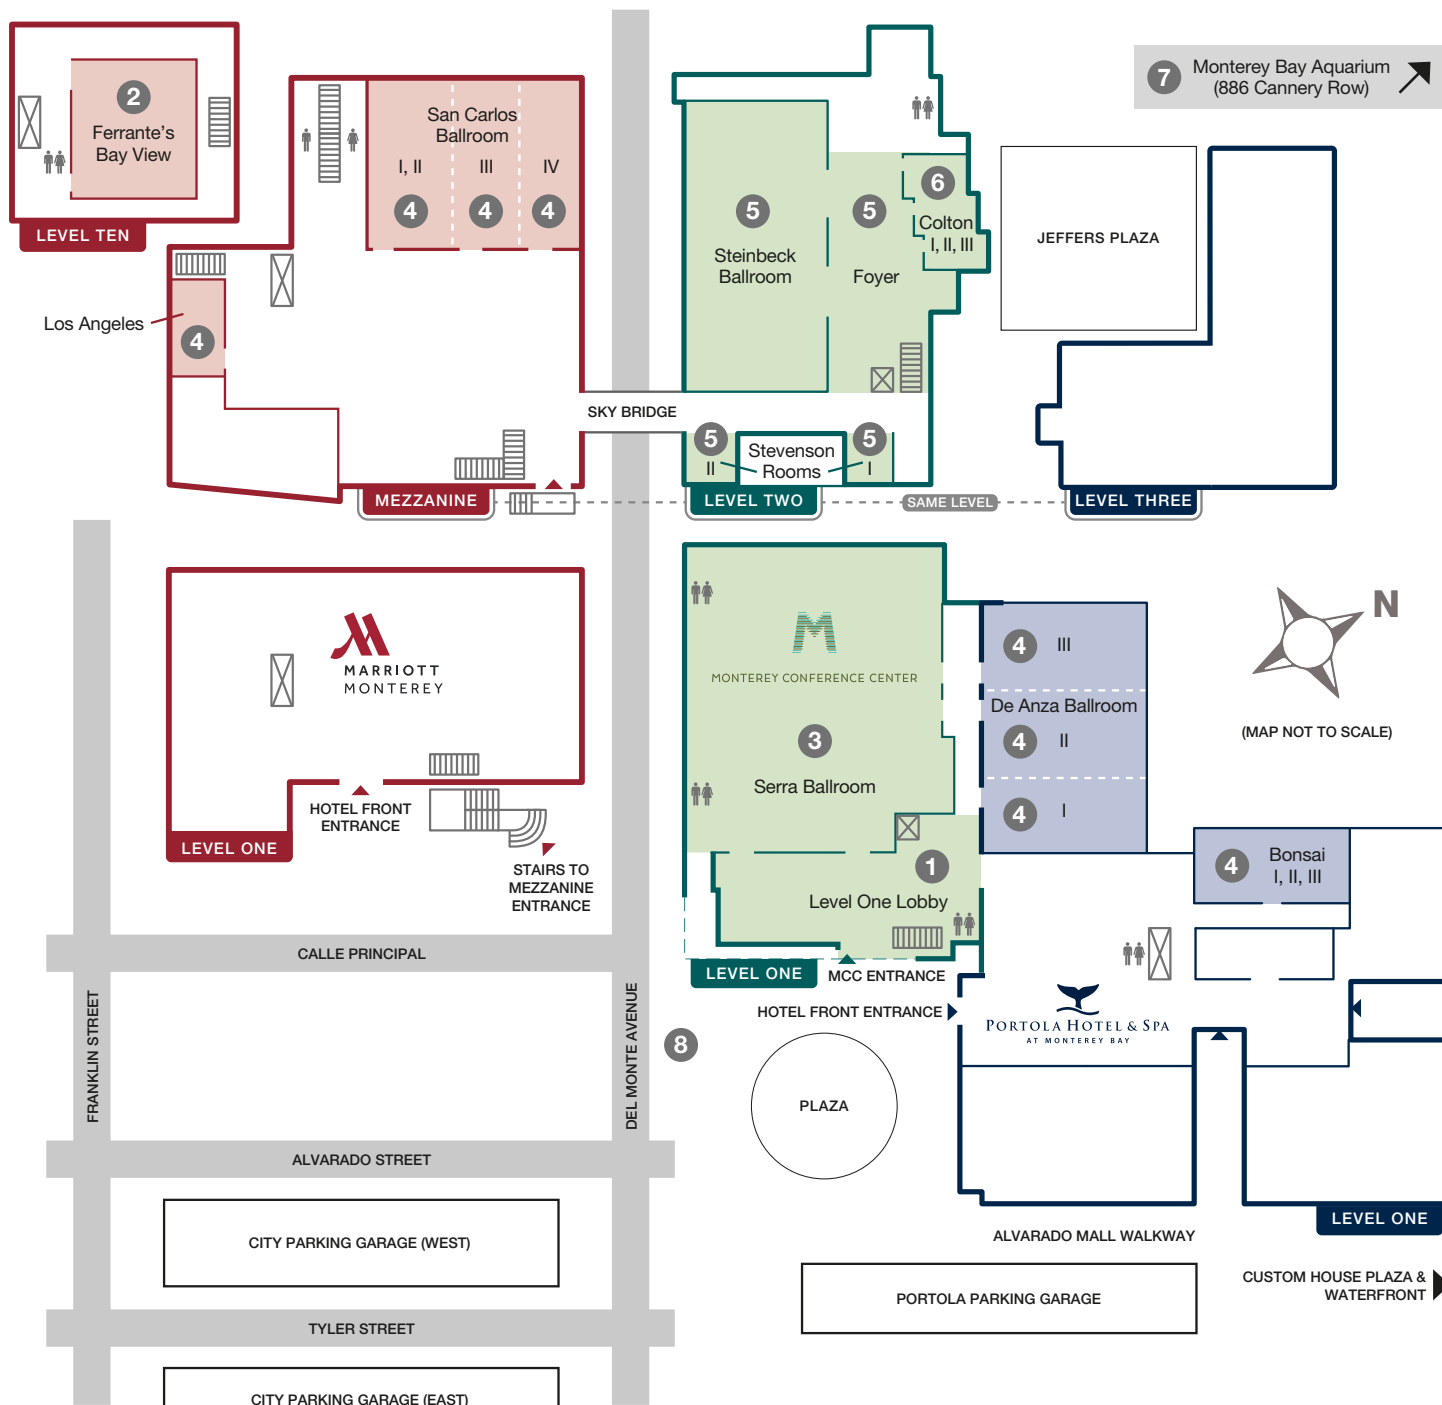 2
Ferrante's
Bay View
LEVEL TEN
San Carlos
Ballroom
I, II
III
IV
4
4
4
Los Angeles
4
MEZZANINE
SKY BRIDGE
5
Steinbeck
Ballroom
5
Foyer
6
Colton
I, II, III
5
II
Stevenson
Rooms
5
I
LEVEL TWO
SAME LEVEL
7
Monterey Bay Aquarium
(886 Cannery Row)
JEFFERS PLAZA
LEVEL THREE
MARRIOTT
MONTEREY
HOTEL FRONT
ENTRANCE
LEVEL ONE
STAIRS TO
MEZZANINE
ENTRANCE
M
MONTEREY CONFERENCE CENTER
3
Serra Ballroom
1
Level One Lobby
LEVEL ONE
MCC ENTRANCE
4
III
De Anza Ballroom
4
II
4
I
N
(MAP NOT TO SCALE)
4
Bonsai
I, II, III
HOTEL FRONT ENTRANCE
PORTOLA HOTEL & SPA
AT MONTEREY BAY
8
PLAZA
CALLE PRINCIPAL
FRANKLIN STREET
DEL MONTE AVENUE
ALVARADO STREET
CITY PARKING GARAGE (WEST)
TYLER STREET
CITY PARKING GARAGE (EAST)
LEVEL ONE
ALVARADO MALL WALKWAY
PORTOLA PARKING GARAGE
CUSTOM HOUSE PLAZA &
WATERFRONT